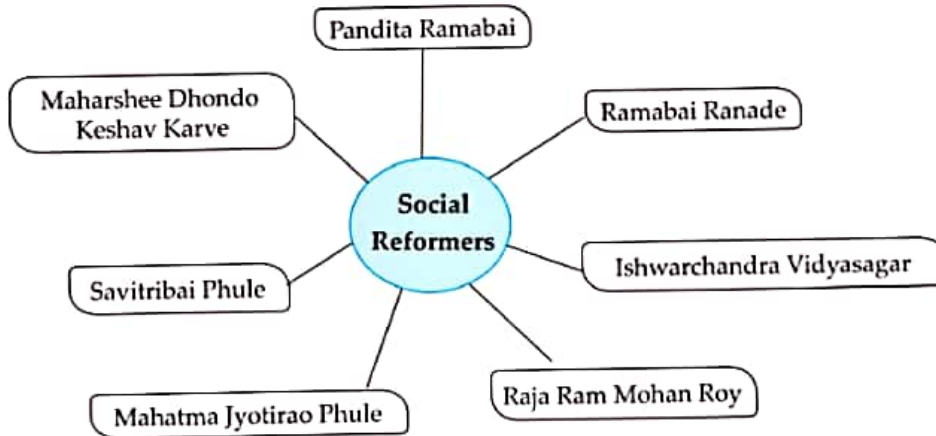 Pandita Ramabai
Maharshee Dhondo
Keshav Karve
Ramabai Ranade
Social
Reformers
Ishwarchandra Vidyasagar
Savitribai Phule
Raja Ram Mohan Roy
Mahatma Jyotirao Phule